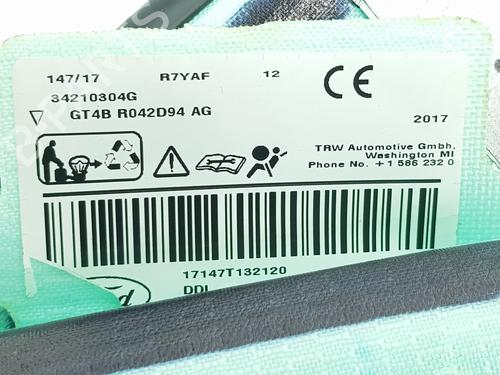 147/17 R7YAF 12 CE
34210304G
GT4B R042D94 AG
2017
TRW Automotive Gmbh,
Washington MI
Phone No. +1 586 232 0
17147T132120